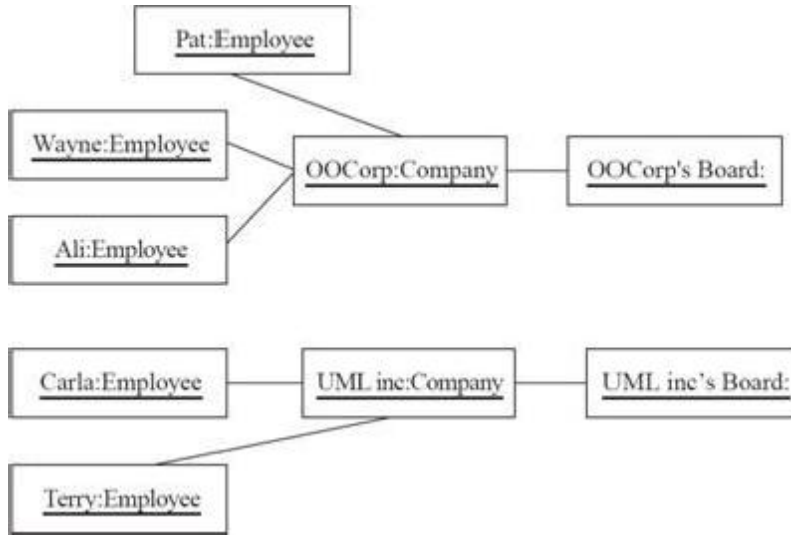 Pat:Employee
Wayne:Employee
OOCorp:Company
OOCorp's Board:
Ali:Employee
Carla:Employee
UML inc:Company
UML inc’s Board:
Terry:Employee